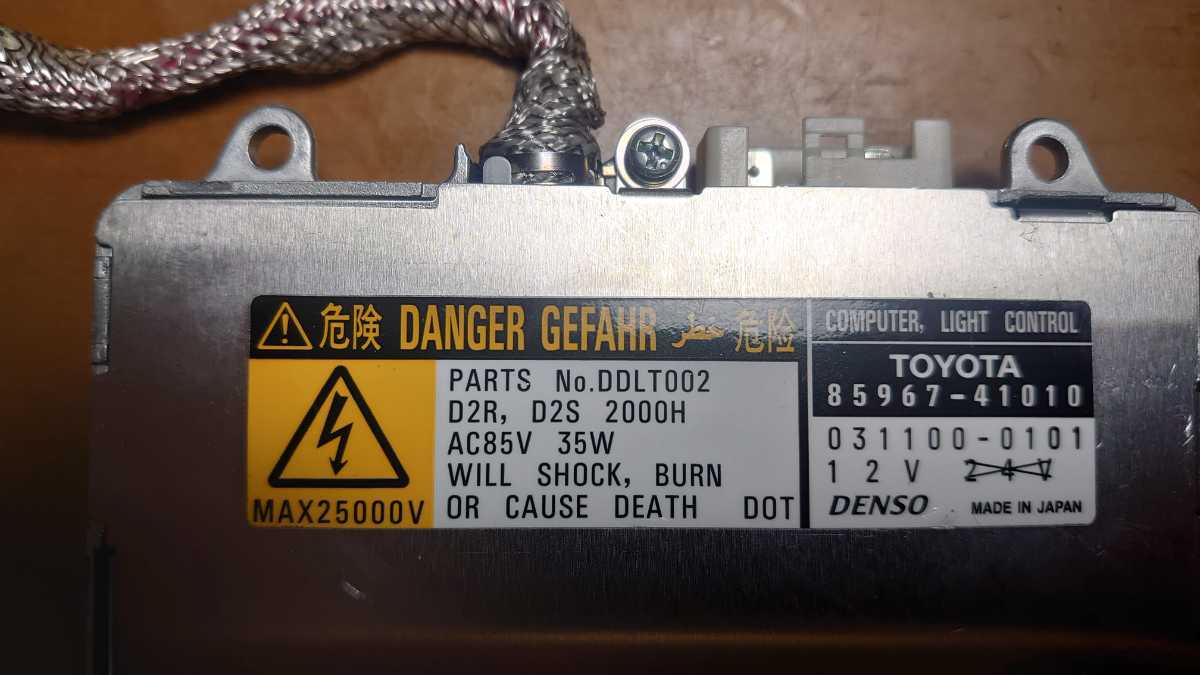 危険 DANGER GEFAHR خطر 危险
MAX25000V
PARTS No.DDLT002
D2R, D2S 2000H
AC85V 35W
WILL SHOCK, BURN
OR CAUSE DEATH DOT
COMPUTER, LIGHT CONTROL
TOYOTA
85967-41010
031100-0101
12V 24V
DENSO MADE IN JAPAN